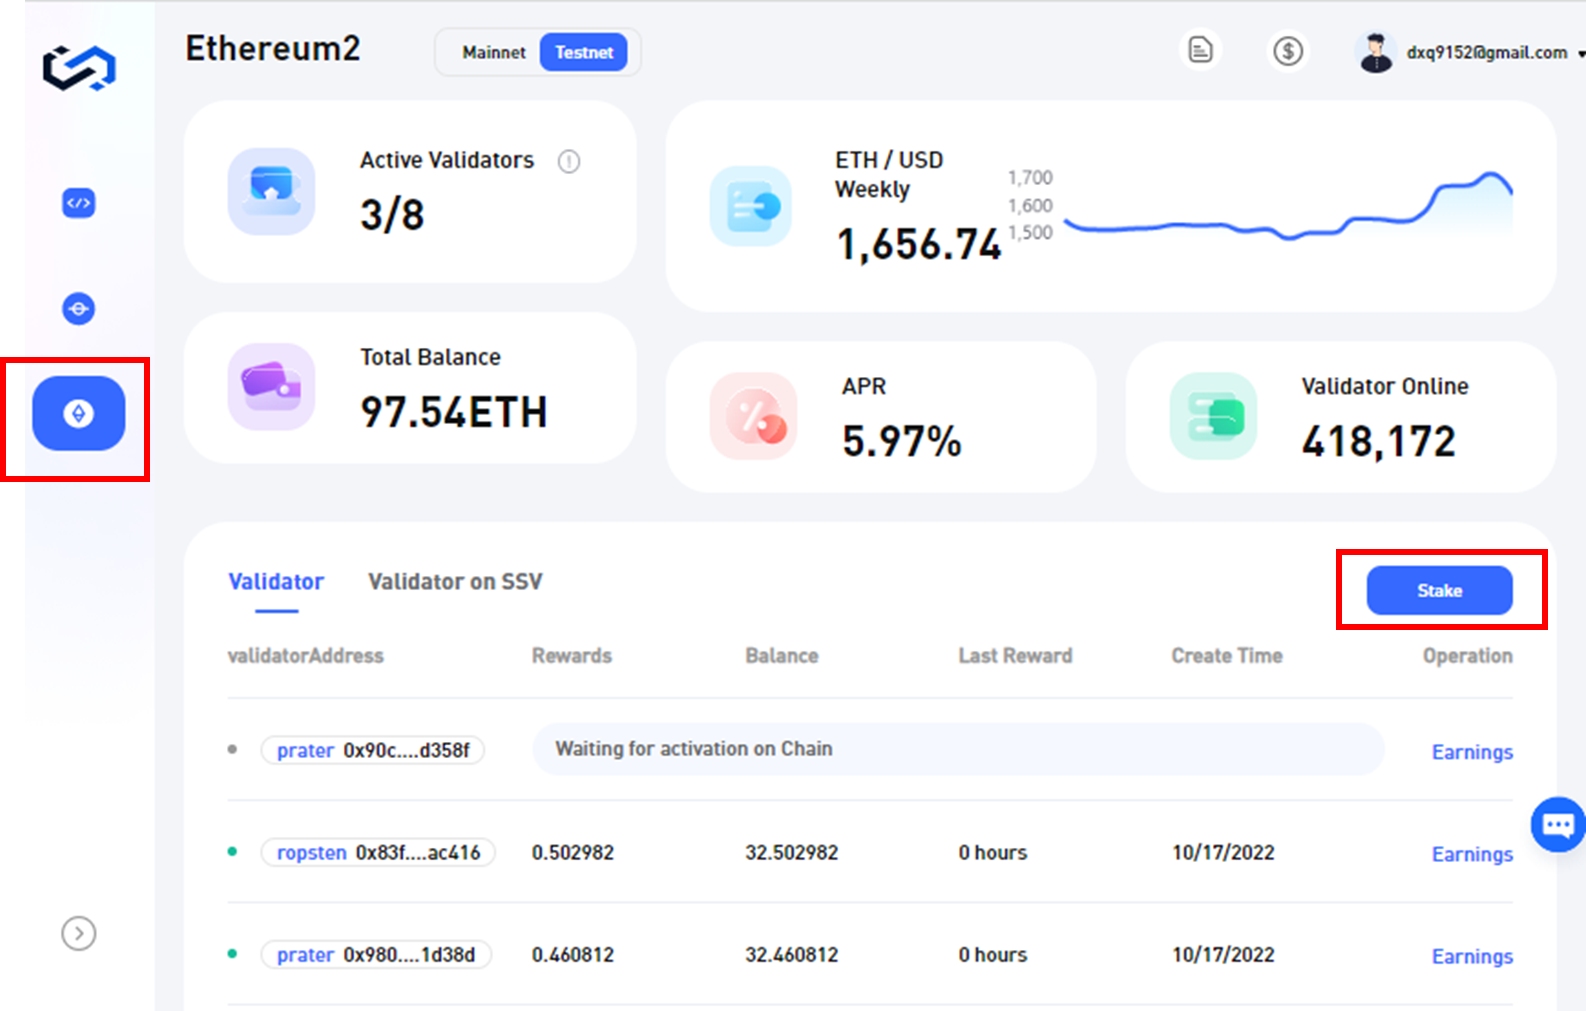 Ethereum2
Mainnet Testnet
$ dxq9152@gmail.com
Active Validators
3/8
ETH / USD
Weekly
1,656.74
1,700
1,600
1,500
Total Balance
97.54ETH
APR
5.97%
Validator Online
418,172
Validator Validator on SSV
Stake
validatorAddress Rewards Balance Last Reward Create Time Operation
prater 0x90c....d358f Waiting for activation on Chain Earnings
ropsten 0x83f....ac416 0.502982 32.502982 0 hours 10/17/2022 Earnings
prater 0x980....1d38d 0.460812 32.460812 0 hours 10/17/2022 Earnings